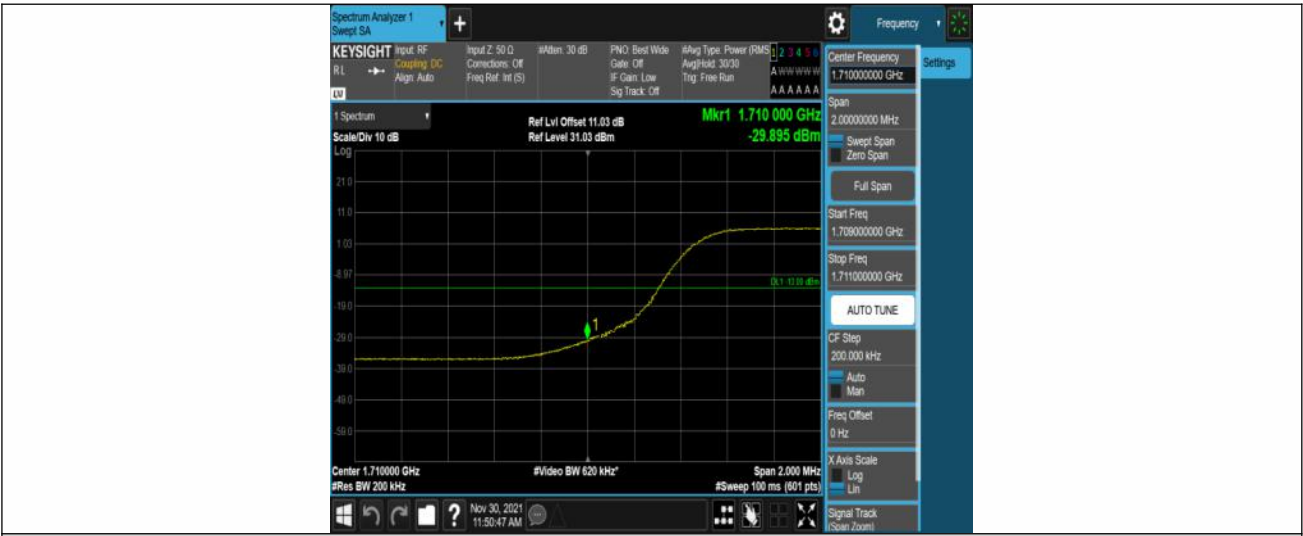 Spectrum Analyzer 1
Swept SA
+
Frequency
KEYSIGHT
RL
LV
Input: RF
Coupling: DC
Align: Auto
Input Z: 50 Ω
Corrections: Off
Freq Ref: Int (S)
#Atten: 30 dB
PNO: Best Wide
Gate: Off
IF Gain: Low
Sig Track: Off
#Avg Type: Power (RMS
Avg|Hold: 30/30
Trig: Free Run
1 2 3 4 5 6
A W W W W W
A A A A A A
Center Frequency
1.710000000 GHz
Settings
Span
2.00000000 MHz
Swept Span
Zero Span
Full Span
Start Freq
1.709000000 GHz
Stop Freq
1.711000000 GHz
AUTO TUNE
CF Step
200.000 kHz
Auto
Man
Freq Offset
0 Hz
X Axis Scale
Log
Lin
Signal Track
(Span Zoom)
1 Spectrum
Scale/Div 10 dB
Log
Ref Lvl Offset 11.03 dB
Ref Level 31.03 dBm
Mkr1 1.710 000 GHz
-29.895 dBm
21.0
11.0
1.03
-8.97
-19.0
-29.0
-39.0
-49.0
-59.0
DL1 -13.00 dBm
1
Center 1.710000 GHz
#Res BW 200 kHz
#Video BW 620 kHz*
Span 2.000 MHz
#Sweep 100 ms (601 pts)
?
Nov 30, 2021
11:50:47 AM